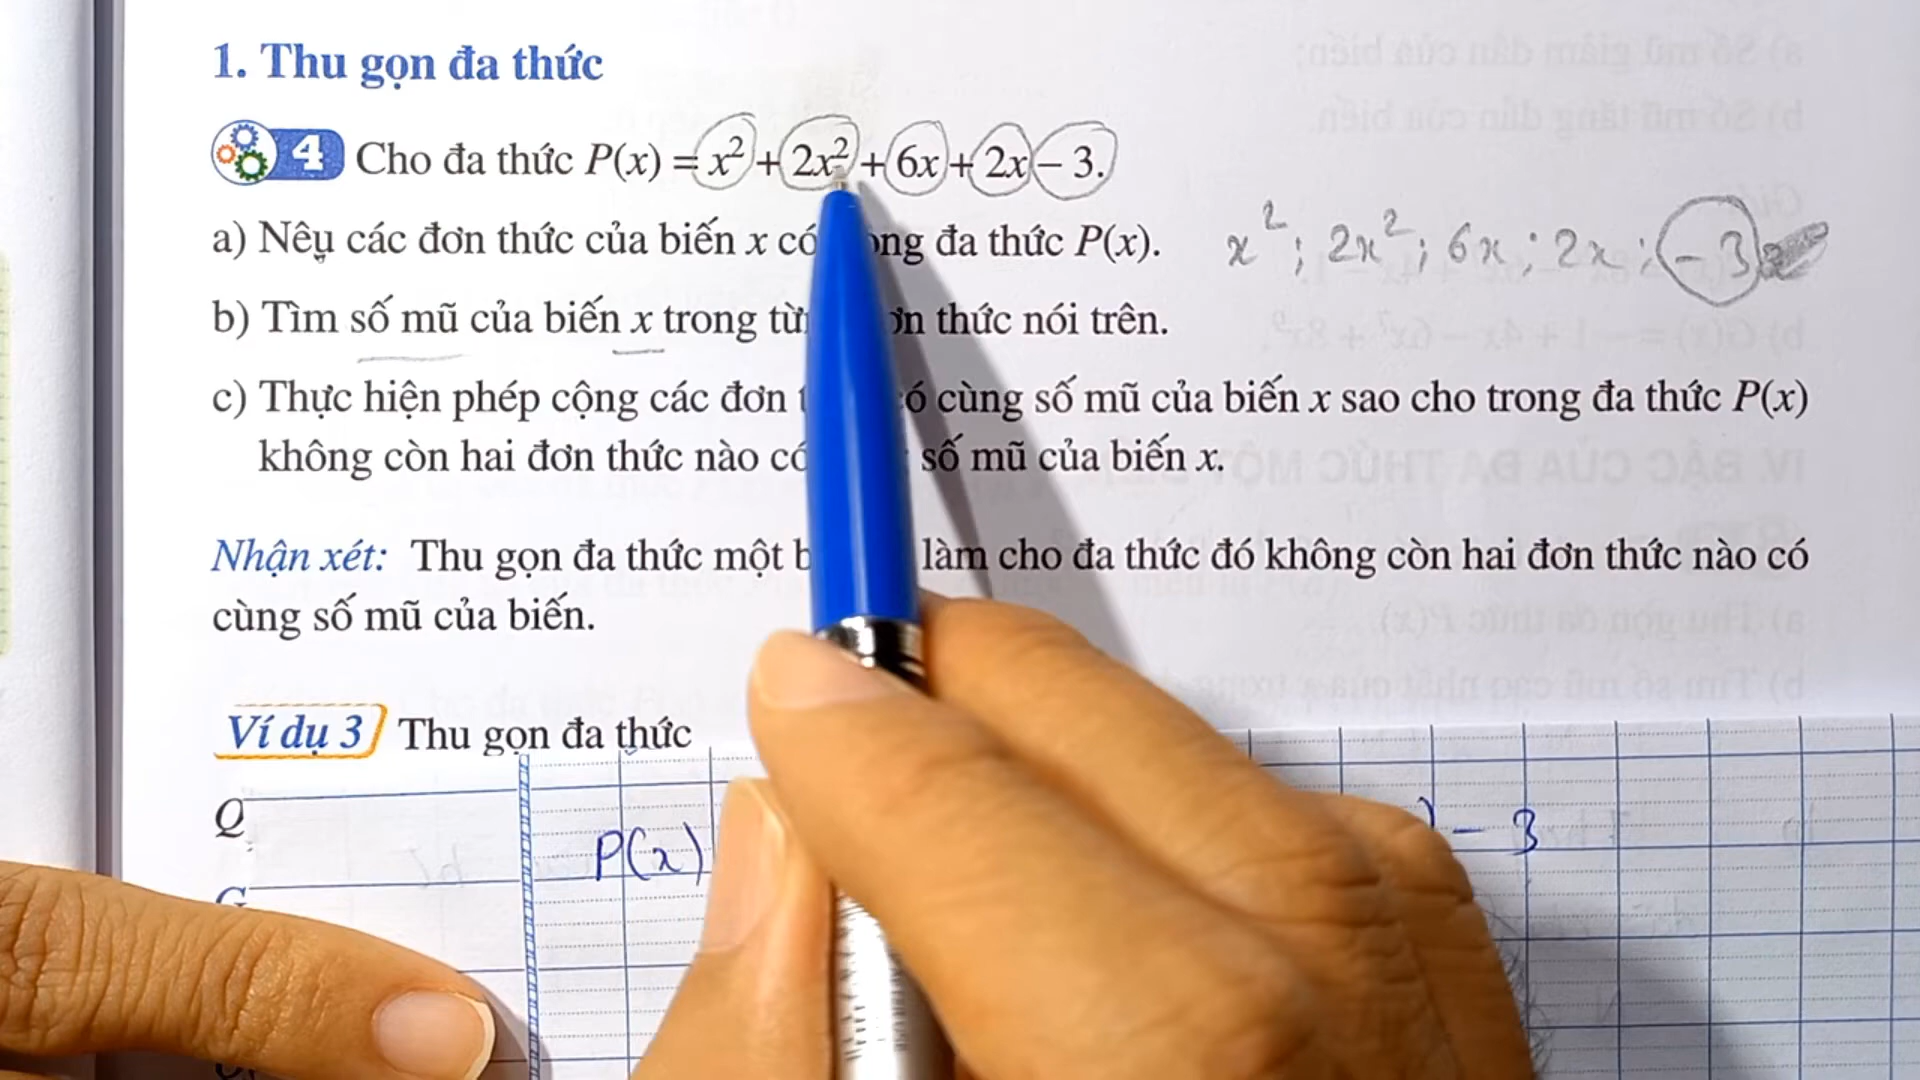 1. Thu gọn đa thức
4 Cho đa thức P(x) = x² + 2x² + 6x + 2x – 3.
a) Nêu các đơn thức của biến x có ong đa thức P(x). x²; 2x²; 6x; 2x; -3
b) Tìm số mũ của biến x trong từ ơn thức nói trên.
c) Thực hiện phép cộng các đơn có cùng số mũ của biến x sao cho trong đa thức P(x)
không còn hai đơn thức nào có số mũ của biến x.
Nhận xét: Thu gọn đa thức một b làm cho đa thức đó không còn hai đơn thức nào có
cùng số mũ của biến.
Ví dụ 3 Thu gọn đa thức
Q
P(x) ) - 3